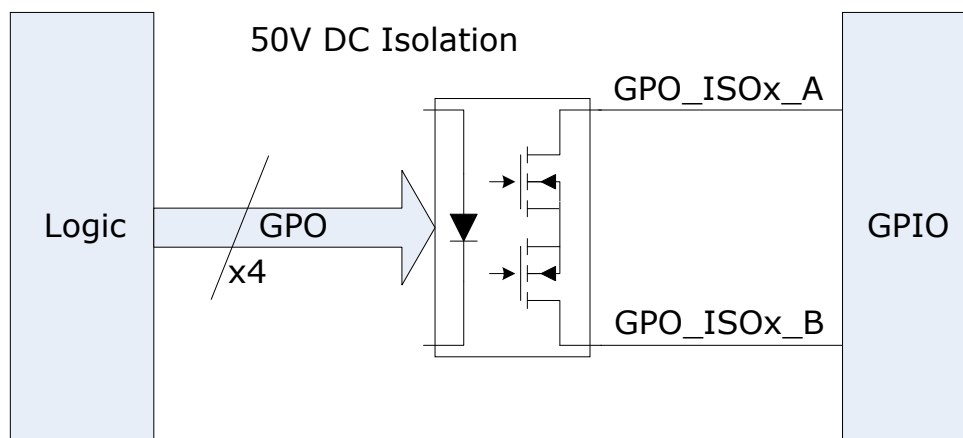 50V DC Isolation
GPO_ISOx_A
Logic
GPO
x4
GPIO
GPO_ISOx_B